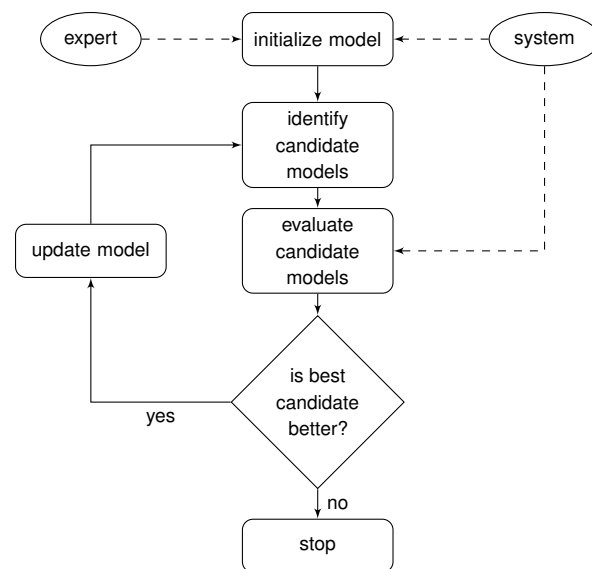 expert
initialize model
system
identify
candidate
models
evaluate
candidate
models
update model
is best
candidate
better?
yes
no
stop